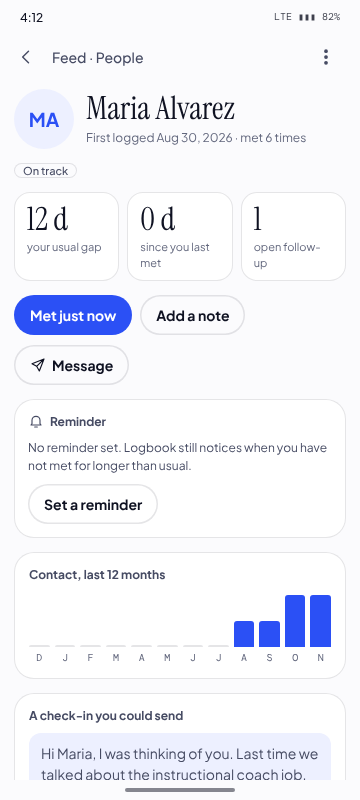 4:12
LTE 82%
Feed · People
MA
Maria Alvarez
First logged Aug 30, 2026 · met 6 times
On track
12 d
your usual gap
0 d
since you last
met
1
open follow-
up
Met just now
Add a note
Message
Reminder
No reminder set. Logbook still notices when you have
not met for longer than usual.
Set a reminder
Contact, last 12 months
D J F M A M J J A S O N
A check-in you could send
Hi Maria, I was thinking of you. Last time we
talked about the instructional coach job.